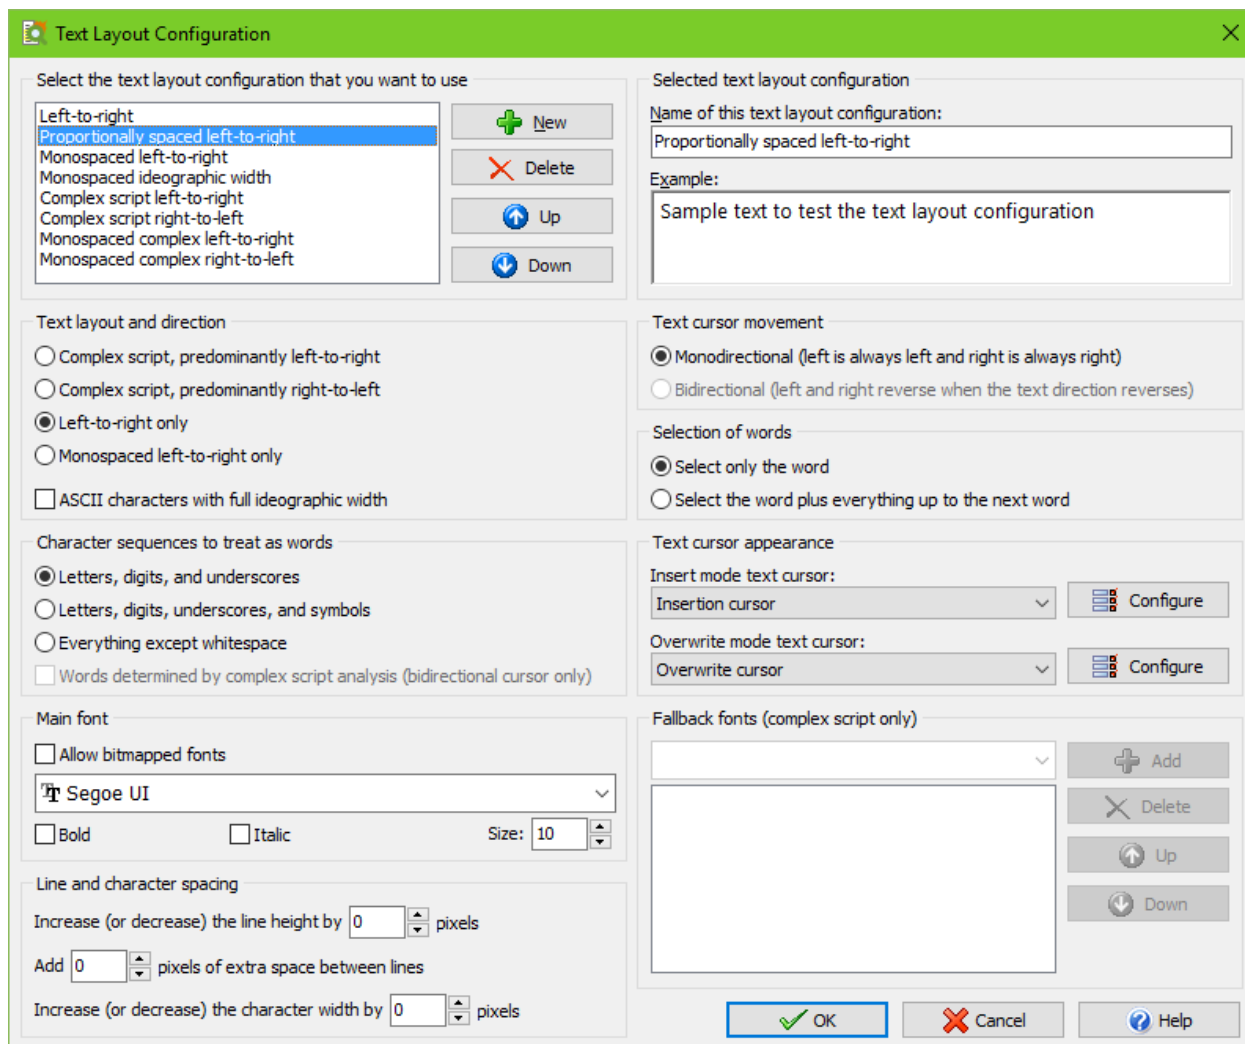 Text Layout Configuration
Select the text layout configuration that you want to use
Left-to-right
Proportionally spaced left-to-right
Monospaced left-to-right
Monospaced ideographic width
Complex script left-to-right
Complex script right-to-left
Monospaced complex left-to-right
Monospaced complex right-to-left
New
Delete
Up
Down
Selected text layout configuration
Name of this text layout configuration:
Proportionally spaced left-to-right
Example:
Sample text to test the text layout configuration
Text layout and direction
Complex script, predominantly left-to-right
Complex script, predominantly right-to-left
Left-to-right only
Monospaced left-to-right only
ASCII characters with full ideographic width
Text cursor movement
Monodirectional (left is always left and right is always right)
Bidirectional (left and right reverse when the text direction reverses)
Selection of words
Select only the word
Select the word plus everything up to the next word
Character sequences to treat as words
Letters, digits, and underscores
Letters, digits, underscores, and symbols
Everything except whitespace
Words determined by complex script analysis (bidirectional cursor only)
Text cursor appearance
Insert mode text cursor:
Insertion cursor
Configure
Overwrite mode text cursor:
Overwrite cursor
Configure
Main font
Allow bitmapped fonts
Segoe UI
Bold
Italic
Size: 10
Fallback fonts (complex script only)
Add
Delete
Up
Down
Line and character spacing
Increase (or decrease) the line height by 0 pixels
Add 0 pixels of extra space between lines
Increase (or decrease) the character width by 0 pixels
OK
Cancel
Help